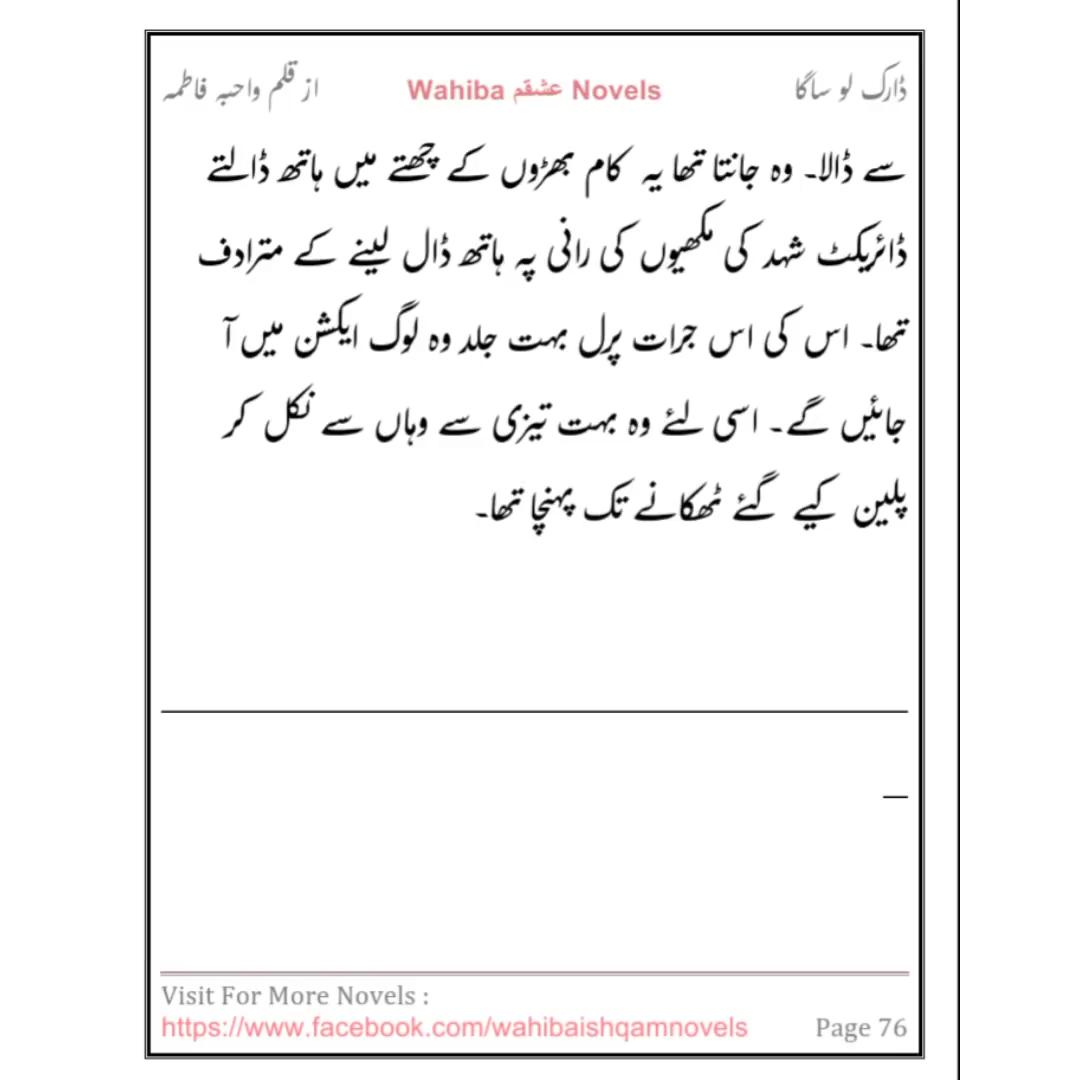 ڈارک لو ساگا Wahiba عشقم Novels از قلم واحبہ فاطمہ
سے ڈالا۔ وہ جانتا تھا یہ کام بھڑوں کے چھتے میں ہاتھ ڈالتے
ڈائریکٹ شہد کی مکھیوں کی رانی پہ ہاتھ ڈال لینے کے مترادف
تھا۔ اس کی اس جرات پرل بہت جلد وہ لوگ ایکشن میں آ
جائیں گے۔ اسی لئے وہ بہت تیزی سے وہاں سے نکل کر
پلین کیے گئے ٹھکانے تک پہنچا تھا۔
Visit For More Novels :
https://www.facebook.com/wahibaishqamnovels Page 76